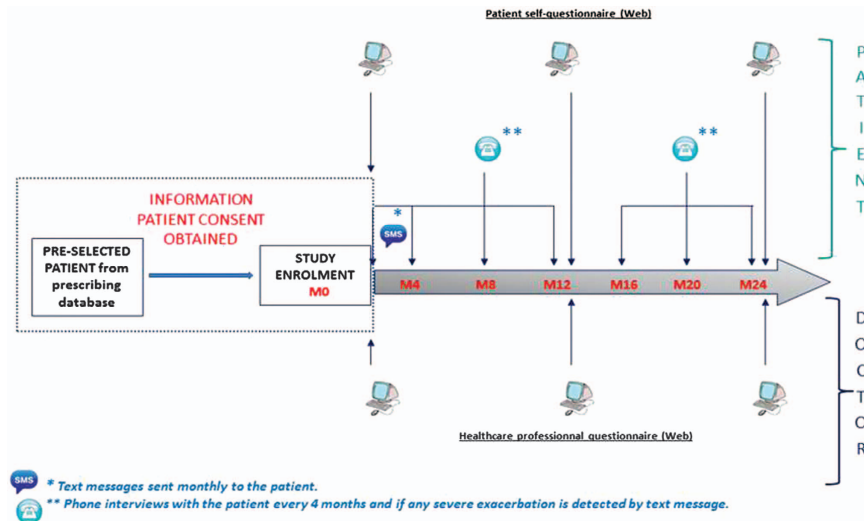 Patient self-questionnaire (Web)
P
A
T
I
E
N
T
**
**
INFORMATION
PATIENT CONSENT
OBTAINED
*
SMS
PRE-SELECTED
PATIENT from
prescribing
database
STUDY
ENROLMENT
M0
M4 M8 M12 M16 M20 M24
D
O
C
T
O
R
Healthcare professionnal questionnaire (Web)
SMS * Text messages sent monthly to the patient.
** Phone interviews with the patient every 4 months and if any severe exacerbation is detected by text message.